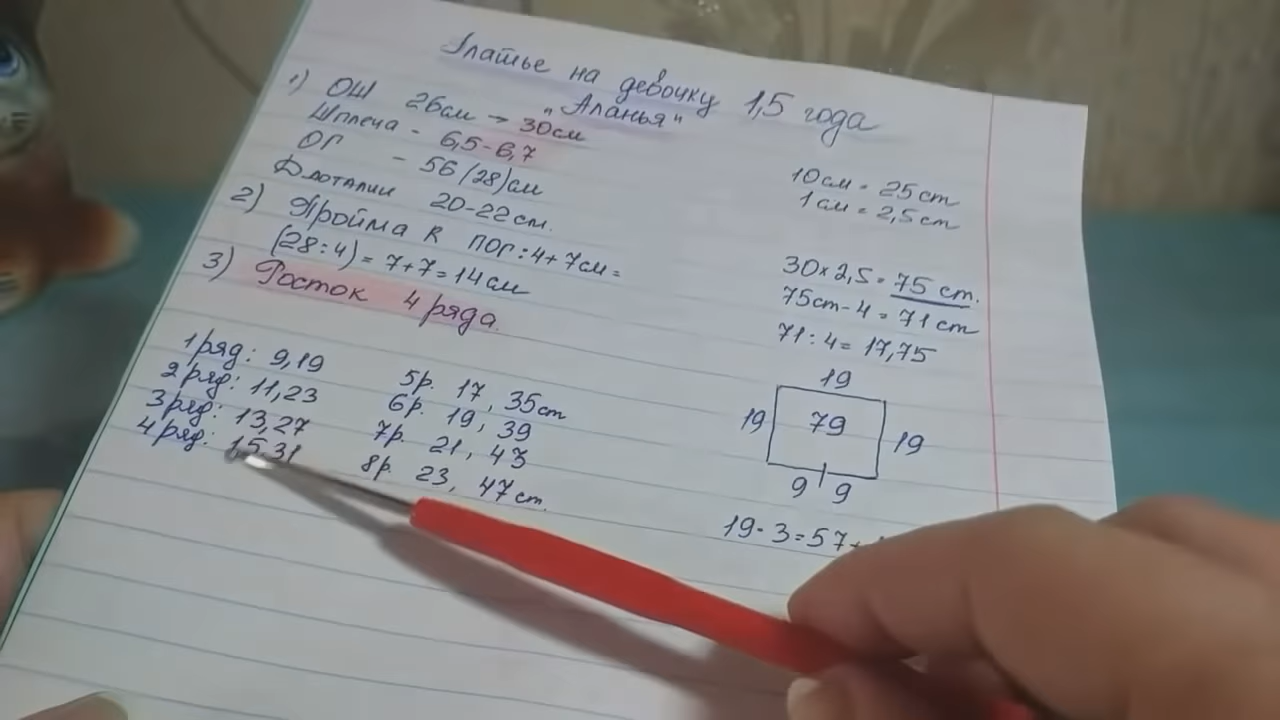 Платье на девочку 1,5 года
"Аланья"
1) ОШ 26см → 30см
Шплеча - 6,5-6,7
ОГ - 56 (28) см
Д до талии 20-22 см.
2) Пройма R ПОГ:4+7см=
(28:4) = 7+7=14 см
3) Росток 4 ряда.
1 ряд: 9,19
2 ряд: 11,23
3 ряд: 13,27
4 ряд: 15,31
5р. 17, 35 ст
6р. 19, 39
7р. 21, 43
8р. 23, 47 ст.
10 см = 25 ст
1 см = 2,5 ст
30×2,5 = 75 ст.
75 ст - 4 = 71 ст
71 : 4 = 17,75
19
19 79 19
9 9
19·3=57+